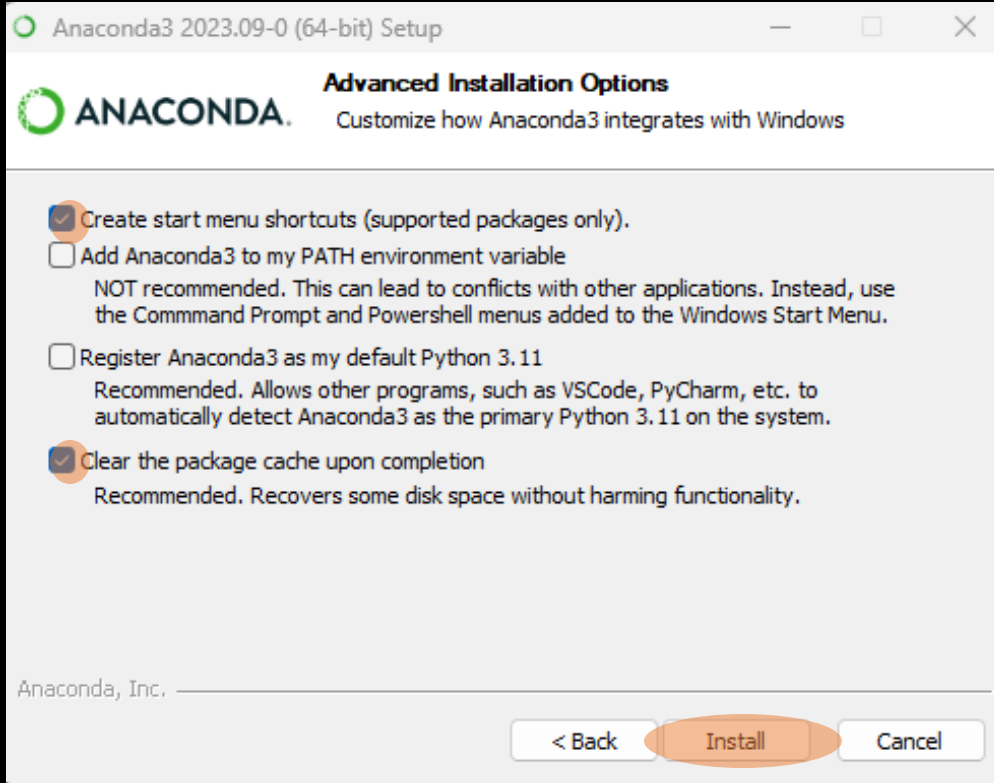 Anaconda3 2023.09-0 (64-bit) Setup
ANACONDA.
Advanced Installation Options
Customize how Anaconda3 integrates with Windows
Create start menu shortcuts (supported packages only).
Add Anaconda3 to my PATH environment variable
NOT recommended. This can lead to conflicts with other applications. Instead, use
the Commmand Prompt and Powershell menus added to the Windows Start Menu.
Register Anaconda3 as my default Python 3.11
Recommended. Allows other programs, such as VSCode, PyCharm, etc. to
automatically detect Anaconda3 as the primary Python 3.11 on the system.
Clear the package cache upon completion
Recommended. Recovers some disk space without harming functionality.
Anaconda, Inc.
< Back Install Cancel